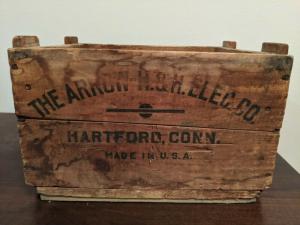 THE ARROW-H.&H. ELEC. CO.
HARTFORD, CONN.
MADE IN U.S.A.